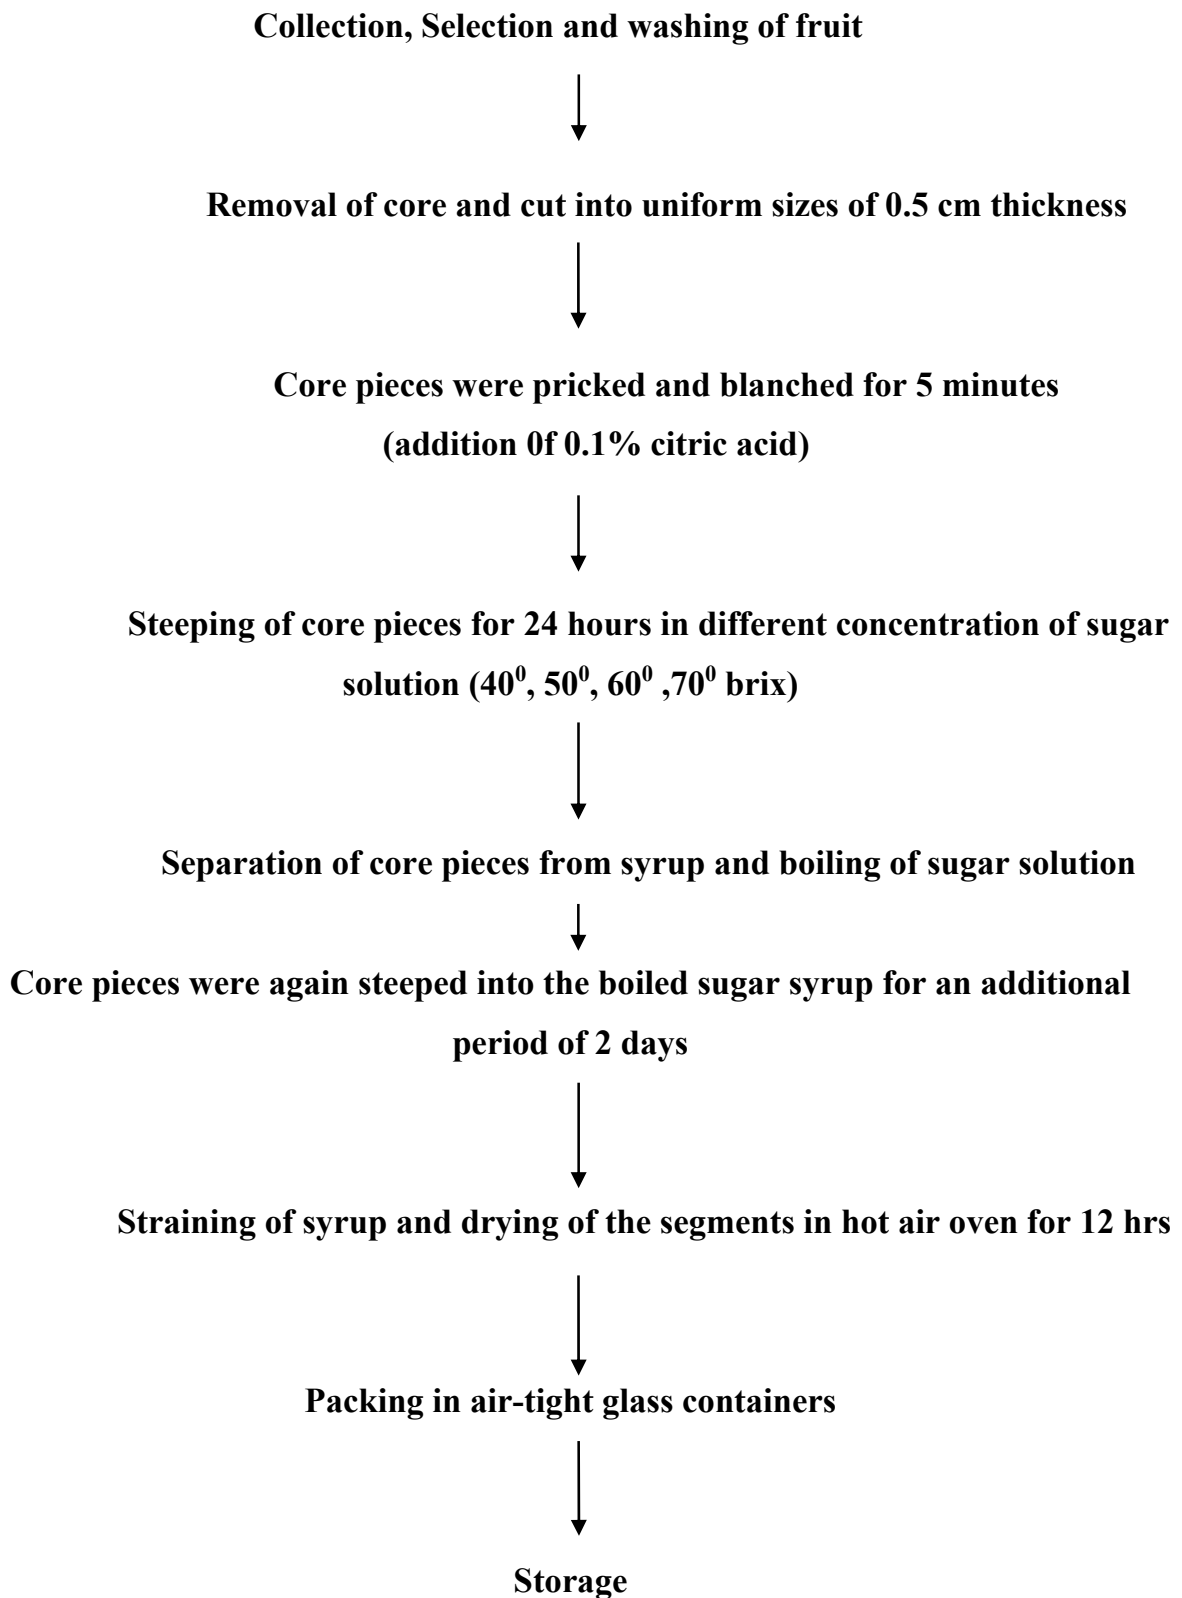 Collection, Selection and washing of fruit
Removal of core and cut into uniform sizes of 0.5 cm thickness
Core pieces were pricked and blanched for 5 minutes
(addition 0f 0.1% citric acid)
Steeping of core pieces for 24 hours in different concentration of sugar
solution (40⁰, 50⁰, 60⁰ ,70⁰ brix)
Separation of core pieces from syrup and boiling of sugar solution
Core pieces were again steeped into the boiled sugar syrup for an additional
period of 2 days
Straining of syrup and drying of the segments in hot air oven for 12 hrs
Packing in air-tight glass containers
Storage